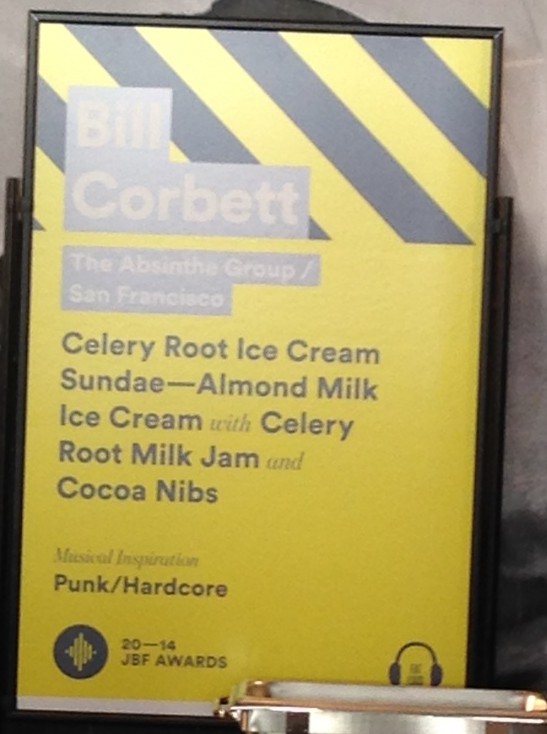 Bill
Corbett
The Absinthe Group /
San Francisco
Celery Root Ice Cream
Sundae—Almond Milk
Ice Cream with Celery
Root Milk Jam and
Cocoa Nibs
Musical Inspiration
Punk/Hardcore
20—14
JBF AWARDS